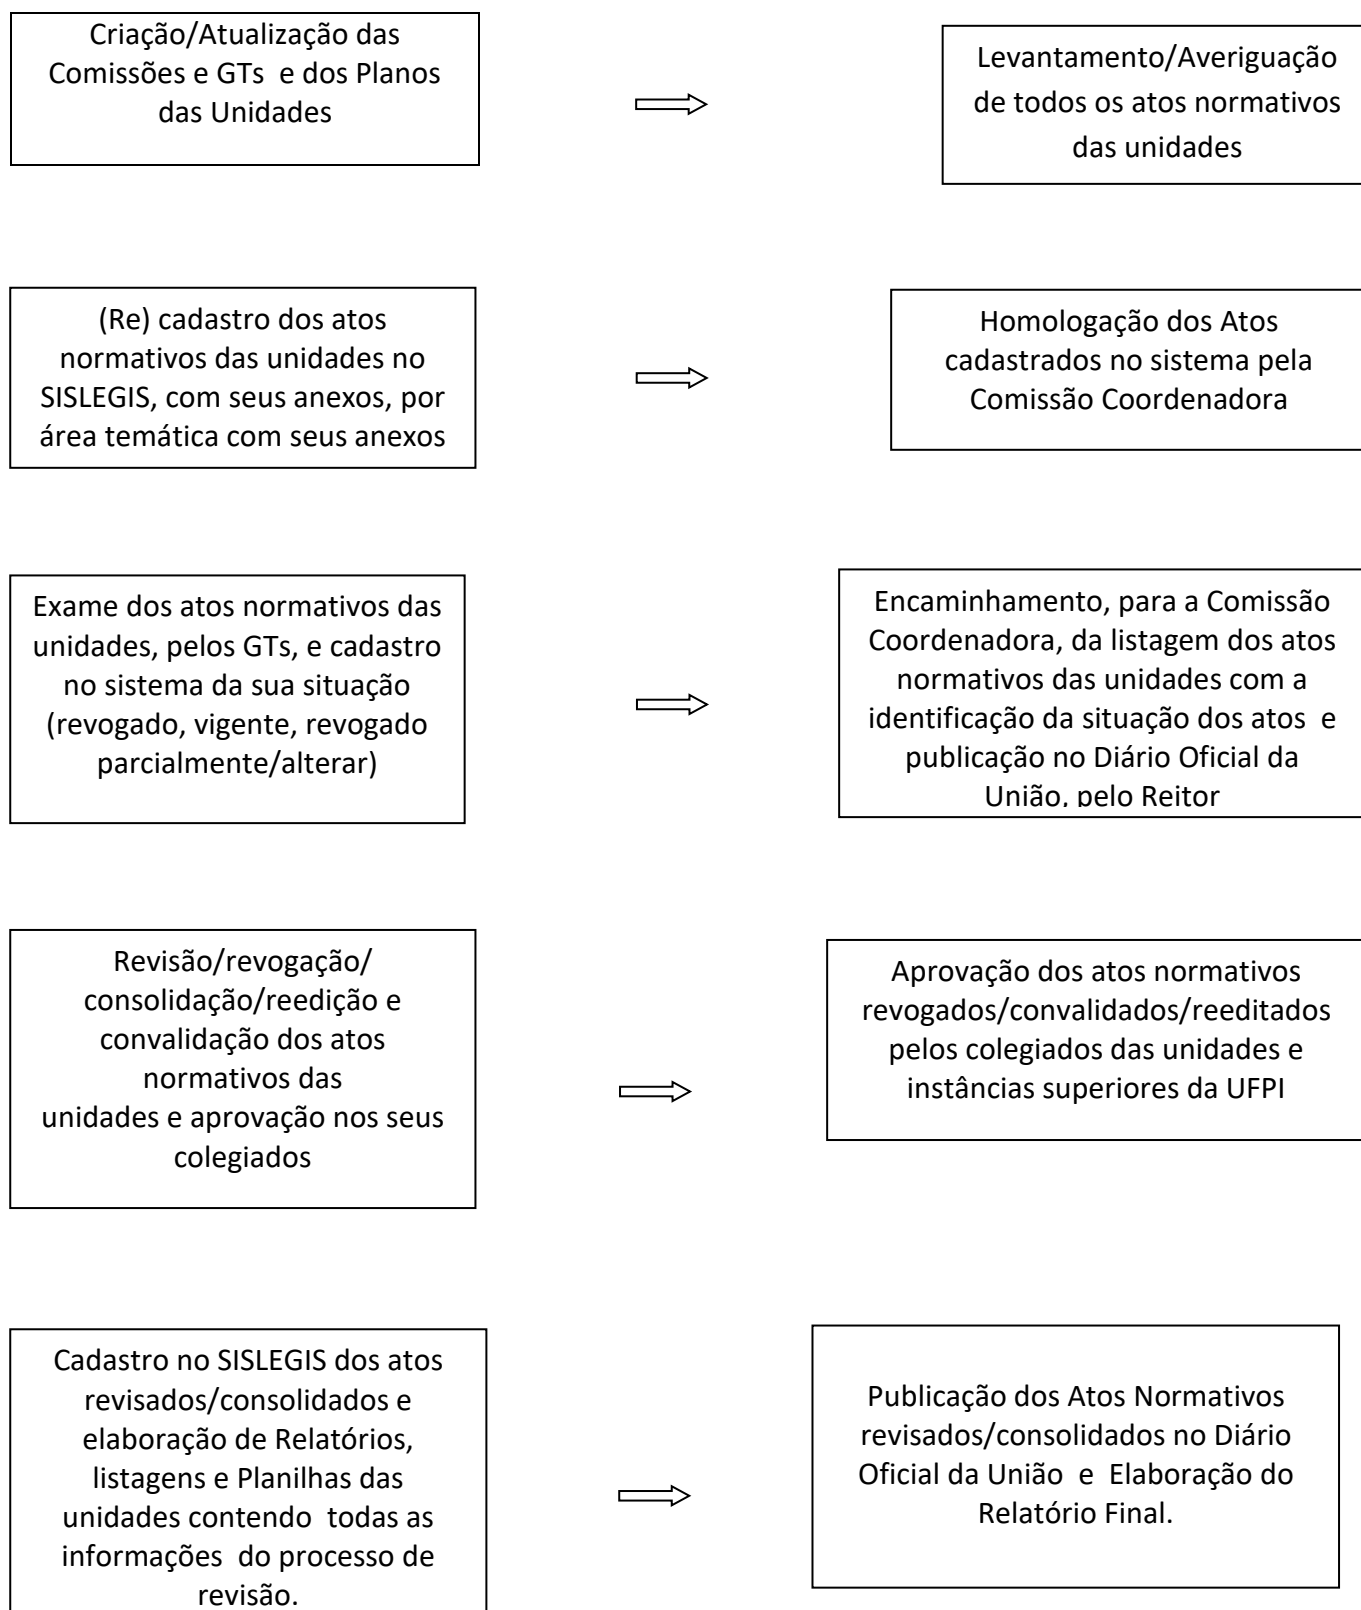 Criação/Atualização das
Comissões e GTs e dos Planos
das Unidades
Levantamento/Averiguação
de todos os atos normativos
das unidades
(Re) cadastro dos atos
normativos das unidades no
SISLEGIS, com seus anexos, por
área temática com seus anexos
Homologação dos Atos
cadastrados no sistema pela
Comissão Coordenadora
Exame dos atos normativos das
unidades, pelos GTs, e cadastro
no sistema da sua situação
(revogado, vigente, revogado
parcialmente/alterar)
Encaminhamento, para a Comissão
Coordenadora, da listagem dos atos
normativos das unidades com a
identificação da situação dos atos e
publicação no Diário Oficial da
União, pelo Reitor
Revisão/revogação/
consolidação/reedição e
convalidação dos atos
normativos das
unidades e aprovação nos seus
colegiados
Aprovação dos atos normativos
revogados/convalidados/reeditados
pelos colegiados das unidades e
instâncias superiores da UFPI
Cadastro no SISLEGIS dos atos
revisados/consolidados e
elaboração de Relatórios,
listagens e Planilhas das
unidades contendo todas as
informações do processo de
revisão.
Publicação dos Atos Normativos
revisados/consolidados no Diário
Oficial da União e Elaboração do
Relatório Final.